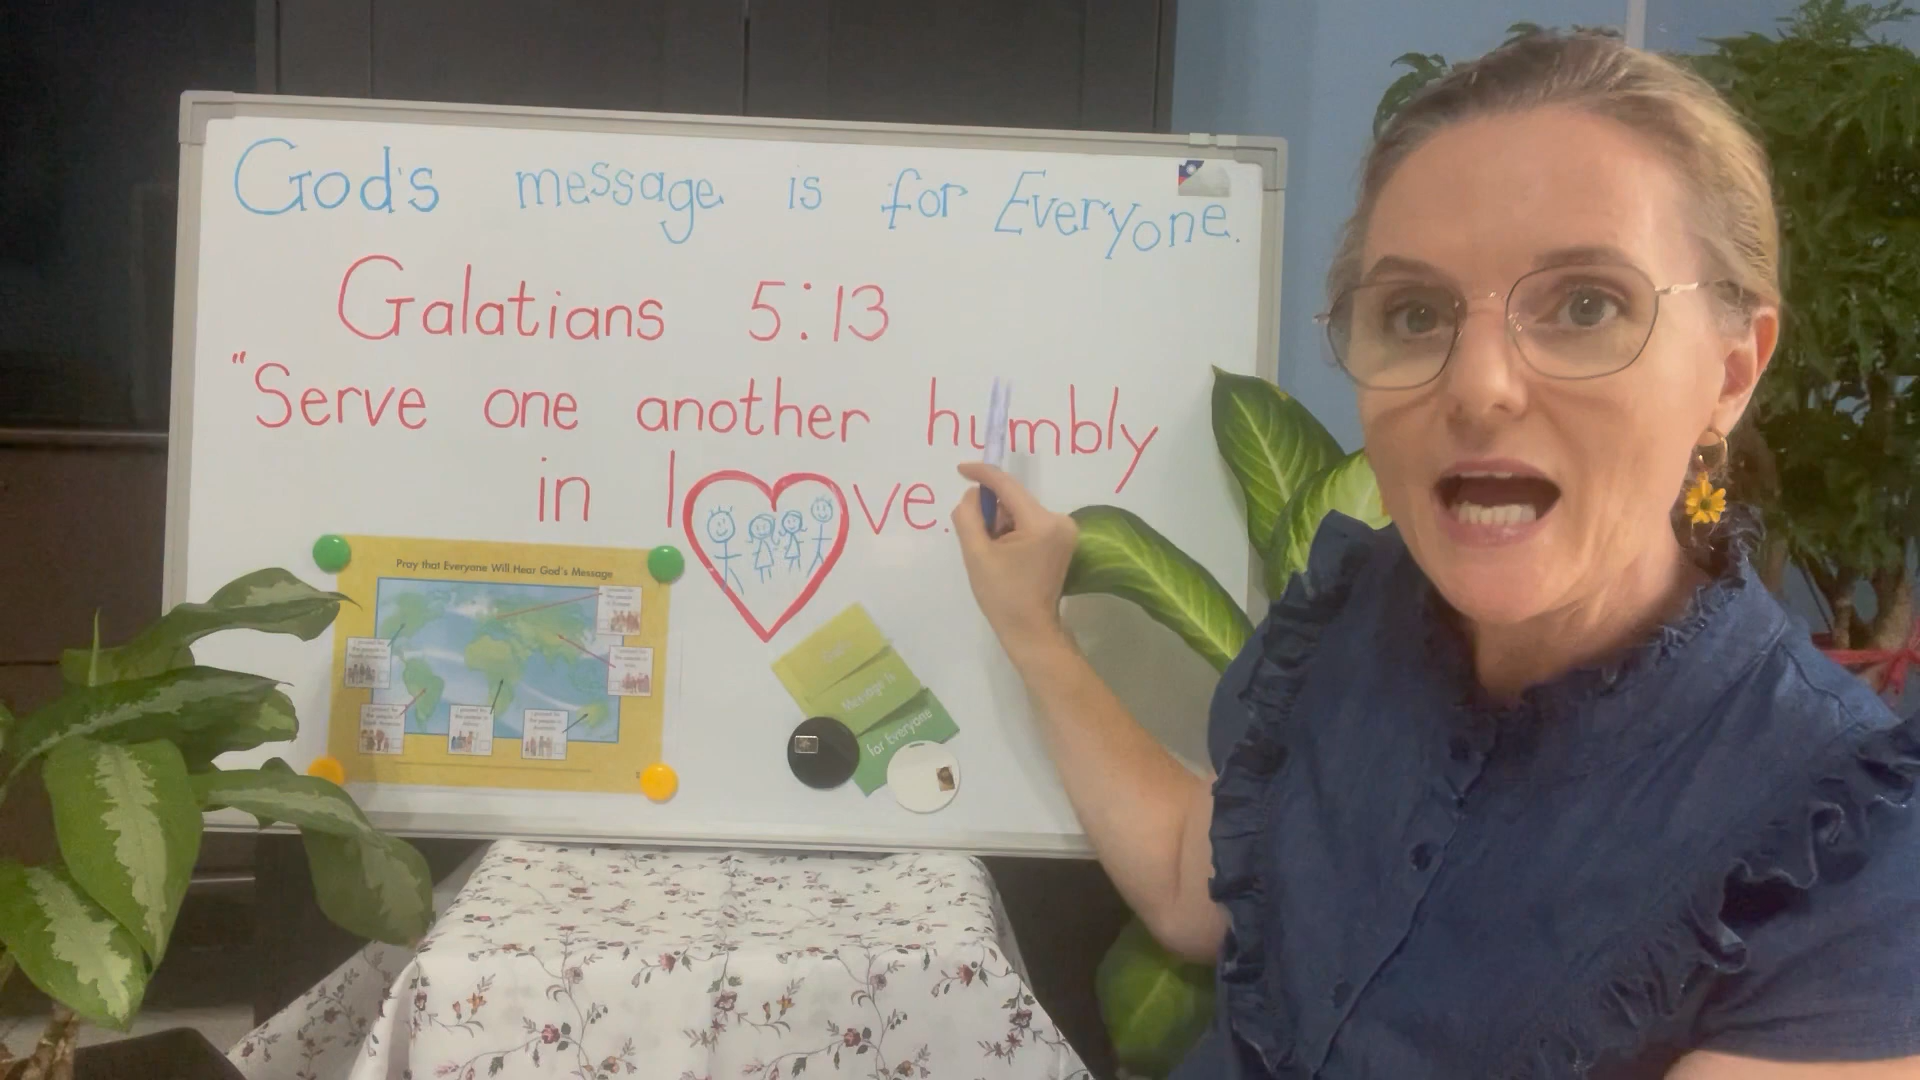 God's message is for Everyone.
Galatians 5:13
"Serve one another humbly
in love.
Pray that Everyone Will Hear God's Message
Message is
for Everyone